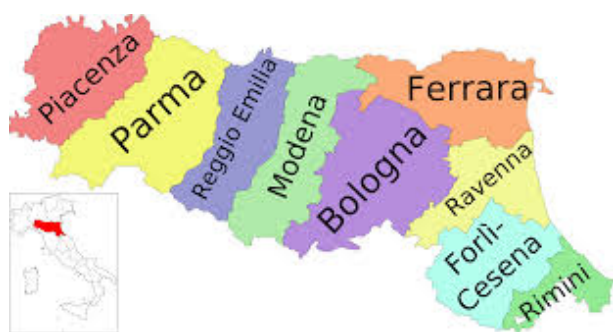 Piacenza
Parma
Reggio Emilia
Modena
Bologna
Ferrara
Ravenna
Forlì-
Cesena
Rimini